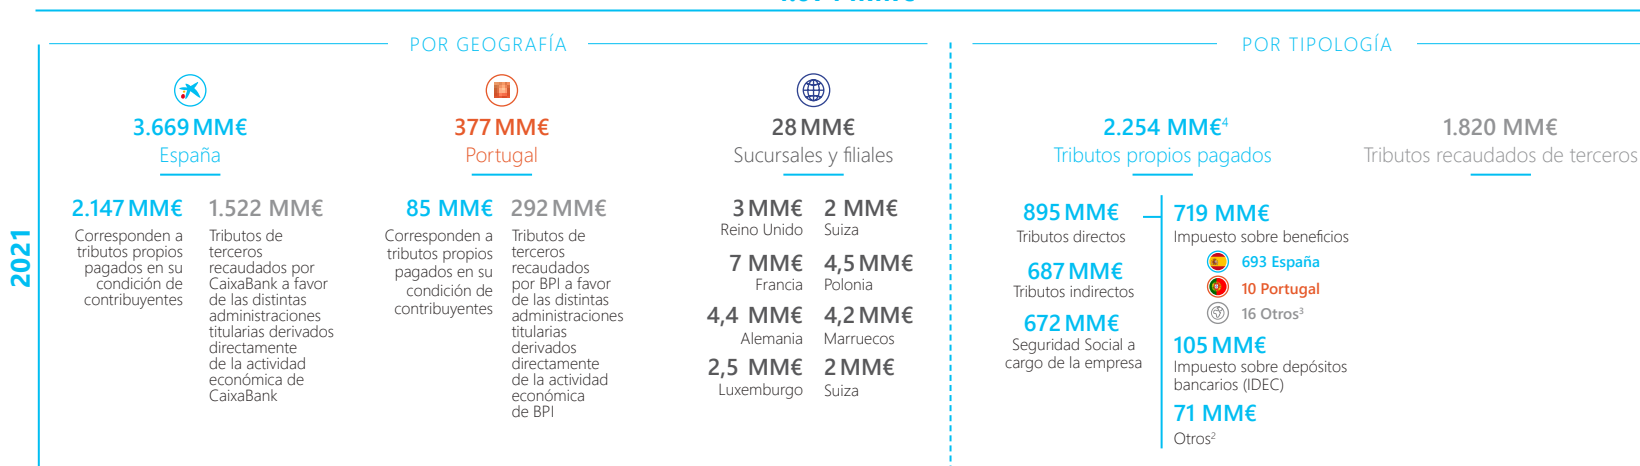 POR GEOGRAFÍA
POR TIPOLOGÍA
2021
3.669 MM€
España
2.147 MM€
Corresponden a
tributos propios
pagados en su
condición de
contribuyentes
1.522 MM€
Tributos de
terceros
recaudados por
CaixaBank a favor
de las distintas
administraciones
titularias derivados
directamente
de la actividad
económica de
CaixaBank
377 MM€
Portugal
85 MM€
Corresponden a
tributos propios
pagados en su
condición de
contribuyentes
292 MM€
Tributos de
terceros
recaudados
por BPI a favor
de las distintas
administraciones
titularias
derivados
directamente
de la actividad
económica
de BPI
28 MM€
Sucursales y filiales
3 MM€
Reino Unido
2 MM€
Suiza
7 MM€
Francia
4,5 MM€
Polonia
4,4 MM€
Alemania
4,2 MM€
Marruecos
2,5 MM€
Luxemburgo
2 MM€
Suiza
2.254 MM€4
Tributos propios pagados
895 MM€
Tributos directos
687 MM€
Tributos indirectos
672 MM€
Seguridad Social a
cargo de la empresa
719 MM€
Impuesto sobre beneficios
693 España
10 Portugal
16 Otros3
105 MM€
Impuesto sobre depósitos
bancarios (IDEC)
71 MM€
Otros2
1.820 MM€
Tributos recaudados de terceros